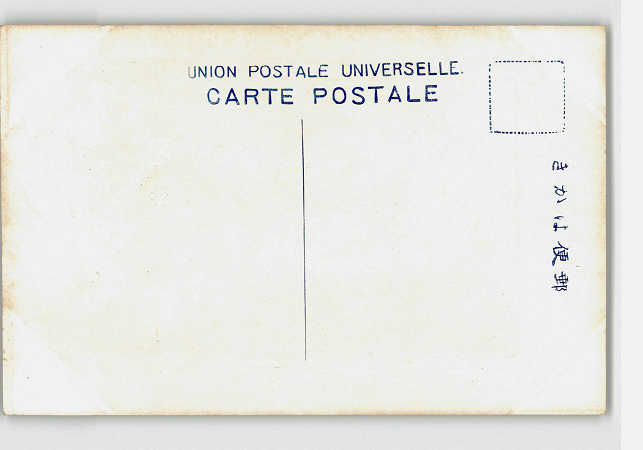 UNION POSTALE UNIVERSELLE.
CARTE POSTALE
郵便はかき